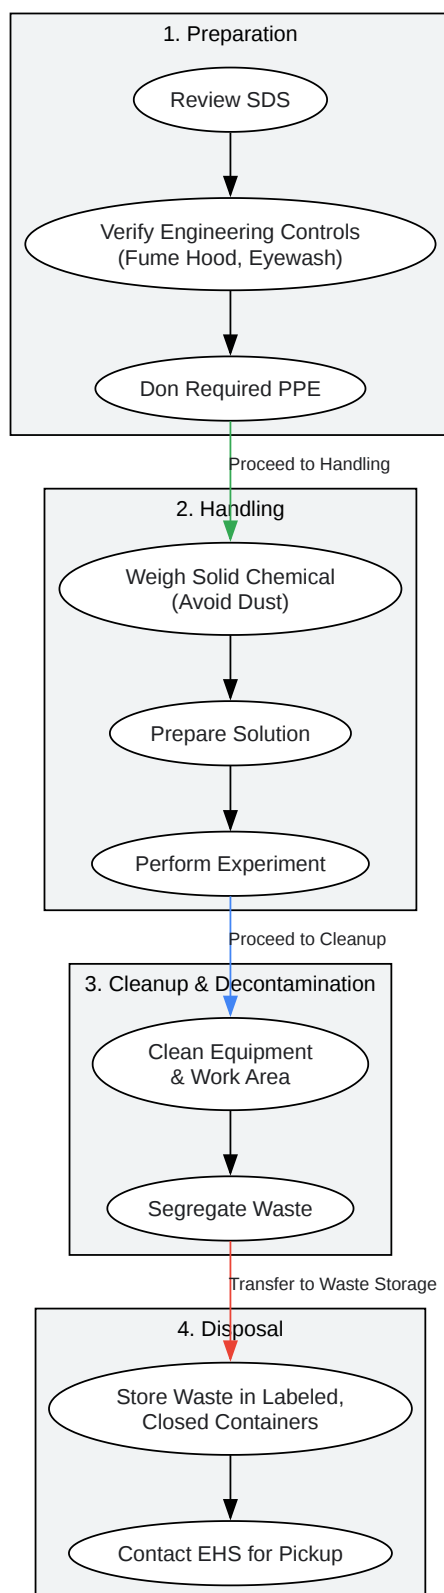 1. Preparation
Review SDS
Verify Engineering Controls
(Fume Hood, Eyewash)
Don Required PPE
Proceed to Handling
2. Handling
Weigh Solid Chemical
(Avoid Dust)
Prepare Solution
Perform Experiment
Proceed to Cleanup
3. Cleanup & Decontamination
Clean Equipment
& Work Area
Segregate Waste
Transfer to Waste Storage
4. Disposal
Store Waste in Labeled,
Closed Containers
Contact EHS for Pickup